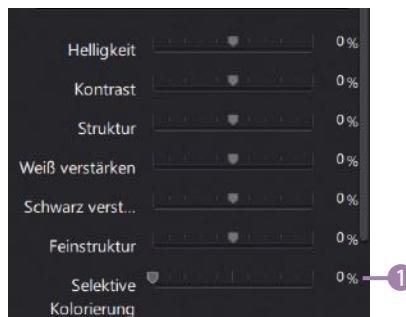 Helligkeit 0 %
Kontrast 0 %
Struktur 0 %
Weiß verstärken 0 %
Schwarz verst... 0 %
Feinstruktur 0 %
Selektive 0 % 1
Kolorierung